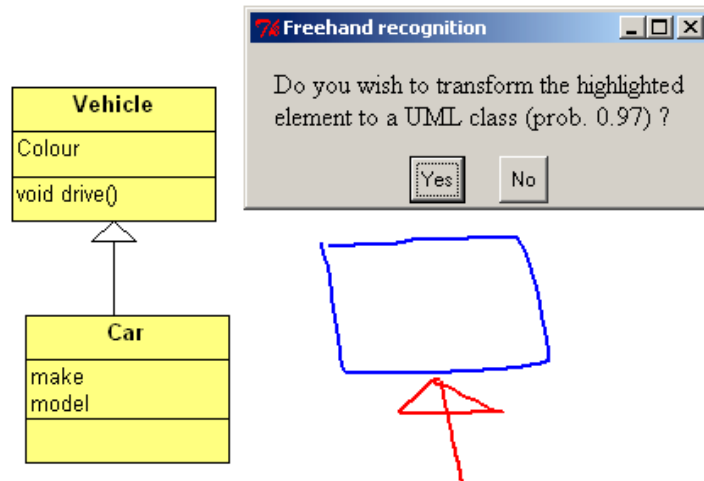 Freehand recognition
Do you wish to transform the highlighted
element to a UML class (prob. 0.97) ?
Yes No
Vehicle
Colour
void drive()
Car
make
model